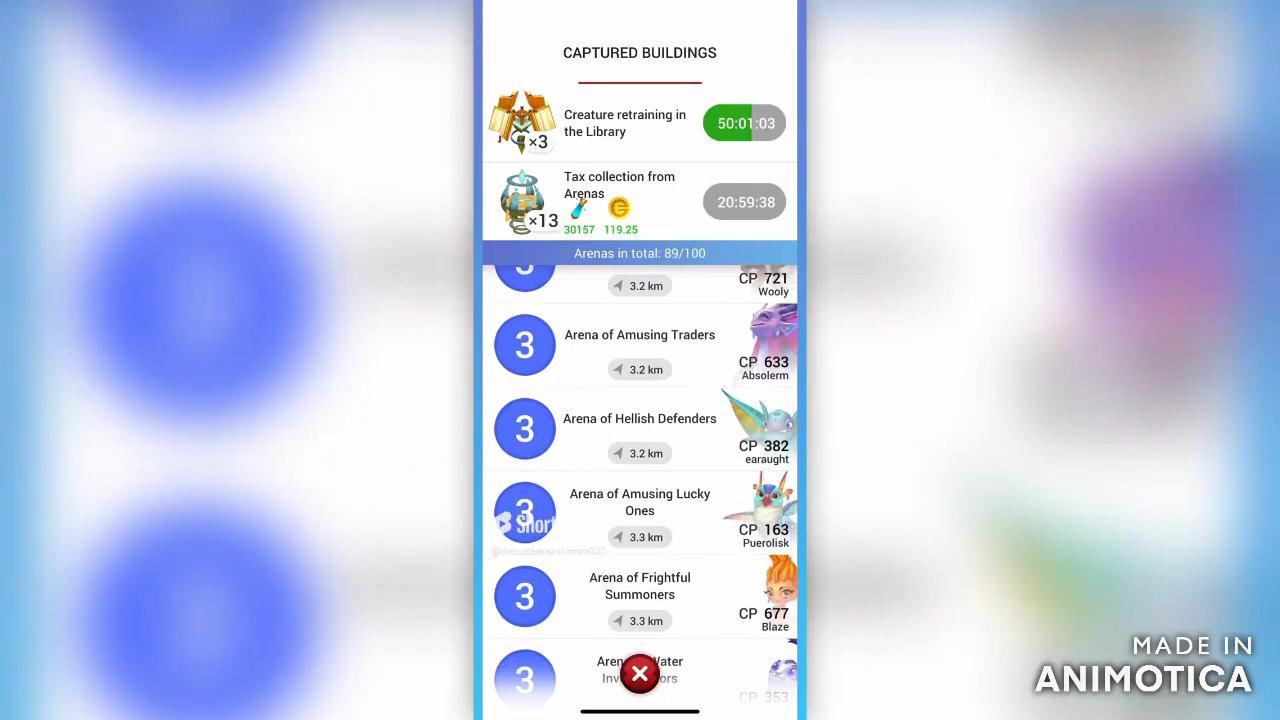 CAPTURED BUILDINGS
Creature retraining in
the Library
×3
50:01:03
Tax collection from
Arenas
×13
30157
119.25
20:59:38
Arenas in total: 89/100
3
3.2 km
CP 721
Wooly
3
Arena of Amusing Traders
3.2 km
CP 633
Absolerm
3
Arena of Hellish Defenders
3.2 km
CP 382
earaught
3
Arena of Amusing Lucky
Ones
3.3 km
CP 163
Puerolisk
Short
3
Arena of Frightful
Summoners
3.3 km
CP 677
Blaze
3
CP 353
MADE IN
ANIMOTICA